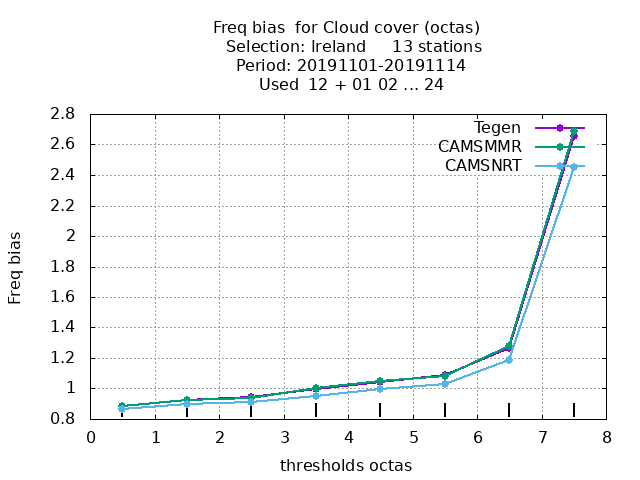 Freq bias  for Cloud cover (octas)
Selection: Ireland     13 stations
Period: 20191101-20191114
Used  12 + 01 02 ... 24
Tegen
CAMSMMR
CAMSNRT
2.8
2.6
2.4
2.2
2
1.8
1.6
1.4
1.2
1
0.8
Freq bias
0 1 2 3 4 5 6 7 8
thresholds octas